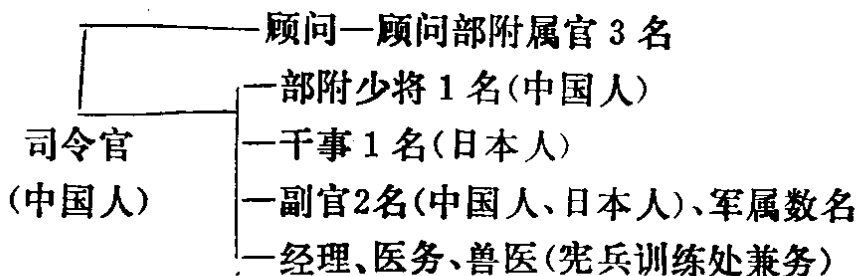 顾问—顾问部附属官3名
—部附少将1名(中国人)
司令官
—干事1名(日本人)
(中国人)
—副官2名(中国人、日本人)、军属数名
—经理、医务、兽医(宪兵训练处兼务)